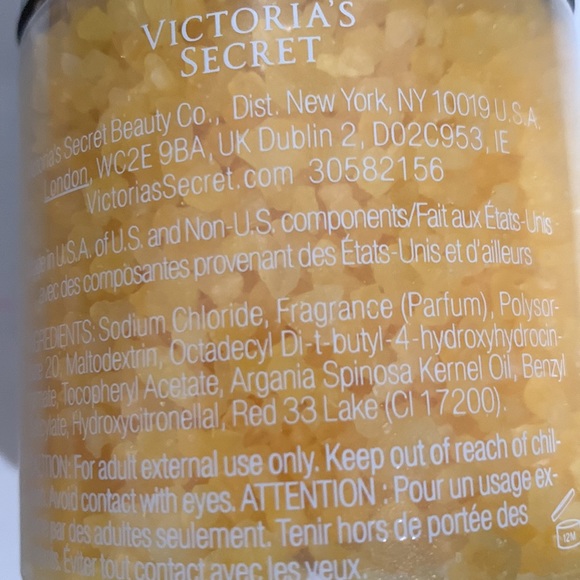 VICTORIA'S
SECRET
Secret Beauty Co., Dist. New York, NY 10019 U.S.A.
London, WC2E 9BA, UK Dublin 2, D02C953, IE
VictoriasSecret.com 30582156
in U.S.A. of U.S. and Non-U.S. components/Fait aux États-Unis -
avec des composantes provenant des États-Unis et d'ailleurs
Sodium Chloride, Fragrance (Parfum), Polysor-
20, Maltodextrin, Octadecyl Di-t-butyl-4-hydroxyhydrocin-
Tocopheryl Acetate, Argania Spinosa Kernel Oil, Benzyl
Hydroxycitronellal, Red 33 Lake (CI 17200).
For adult external use only. Keep out of reach of chil-
Avoid contact with eyes. ATTENTION : Pour un usage ex-
par des adultes seulement. Tenir hors de portée des
Éviter tout contact avec les yeux.
12M